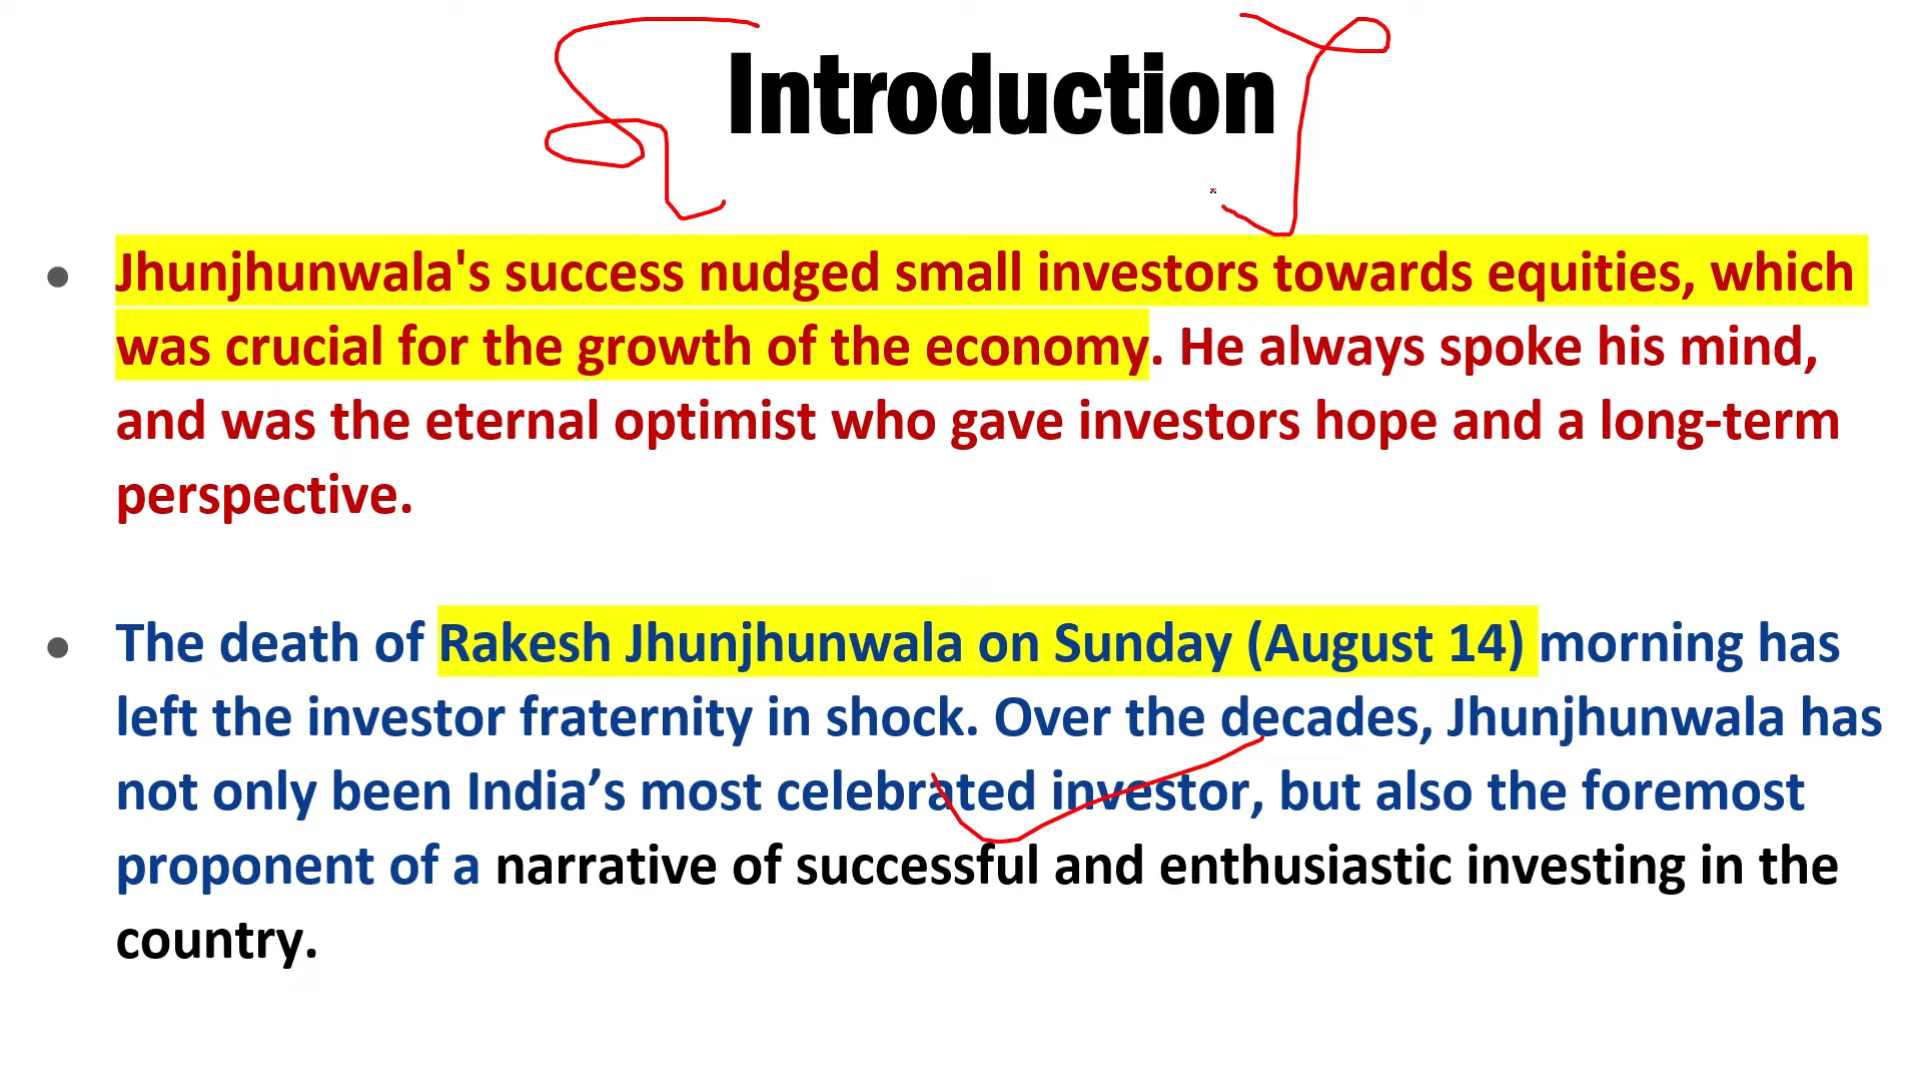 Introduction
Jhunjhunwala's success nudged small investors towards equities, which
was crucial for the growth of the economy. He always spoke his mind,
and was the eternal optimist who gave investors hope and a long-term
perspective.
The death of Rakesh Jhunjhunwala on Sunday (August 14) morning has
left the investor fraternity in shock. Over the decades, Jhunjhunwala has
not only been India’s most celebrated investor, but also the foremost
proponent of a narrative of successful and enthusiastic investing in the
country.